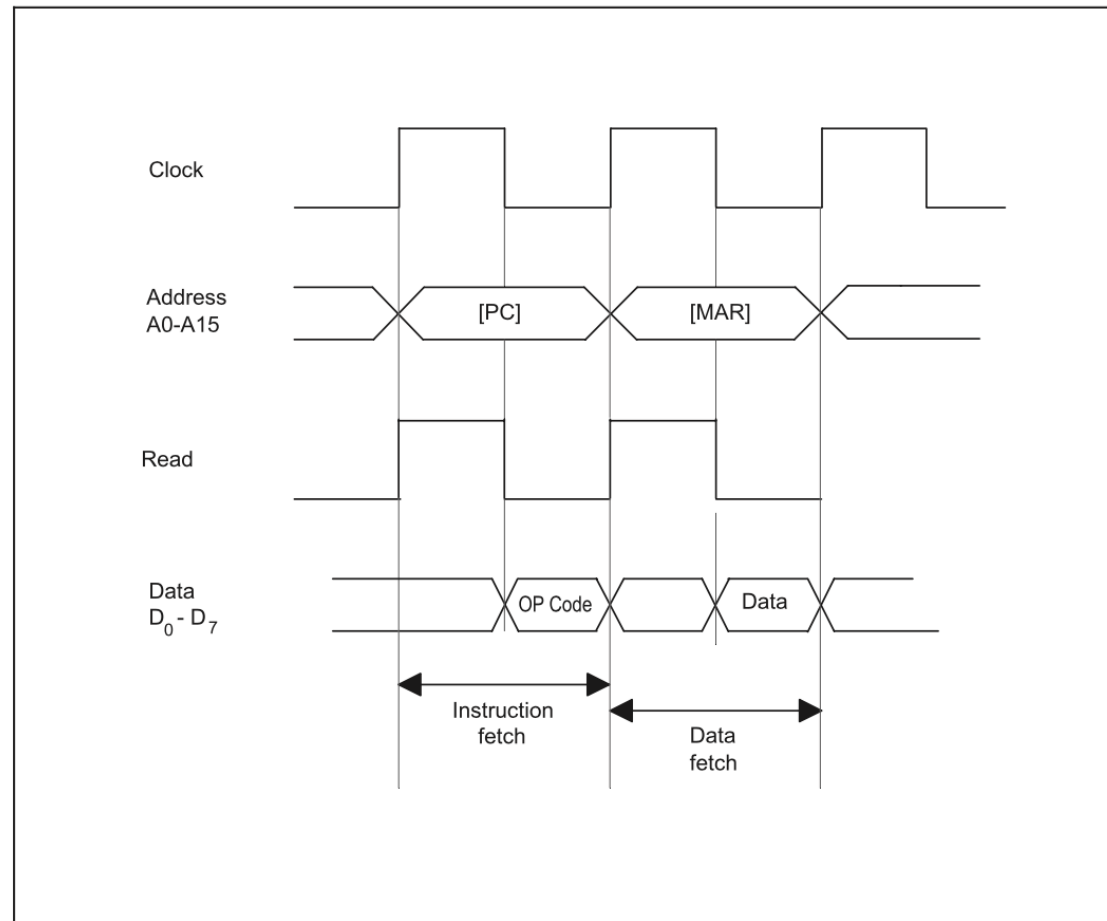 Clock
Address
A0-A15
[PC]
[MAR]
Read
Data
D0 - D7
OP Code
Data
Instruction
fetch
Data
fetch